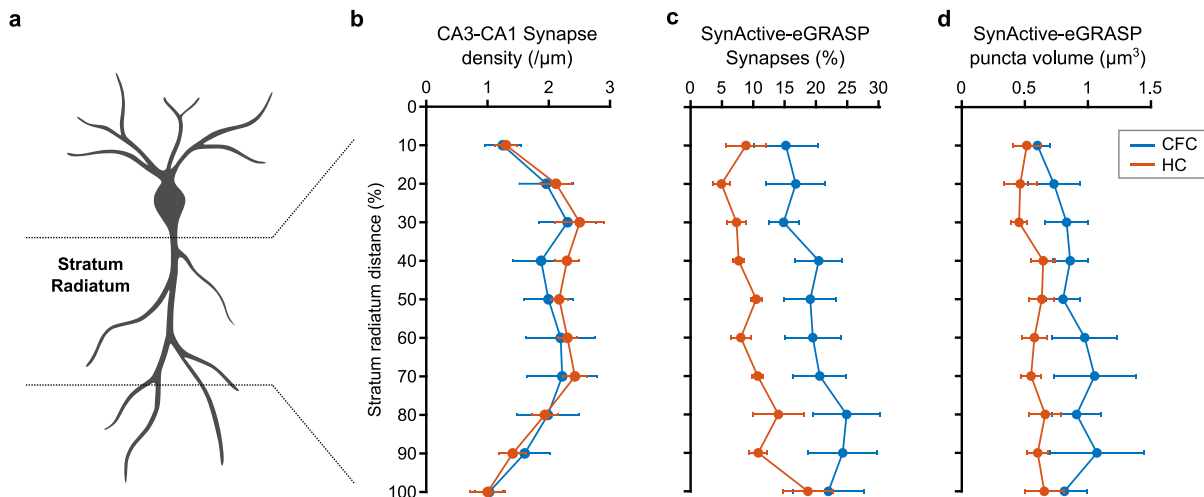 a
b
c
d
CA3-CA1 Synapse
density (/µm)
SynActive-eGRASP
Synapses (%)
SynActive-eGRASP
puncta volume (µm³)
0 1 2 3
0 5 10 15 20 25 30
0 0.5 1 1.5
0
10
20
30
40
50
60
70
80
90
100
Stratum radiatum distance (%)
Stratum
Radiatum
CFC
HC